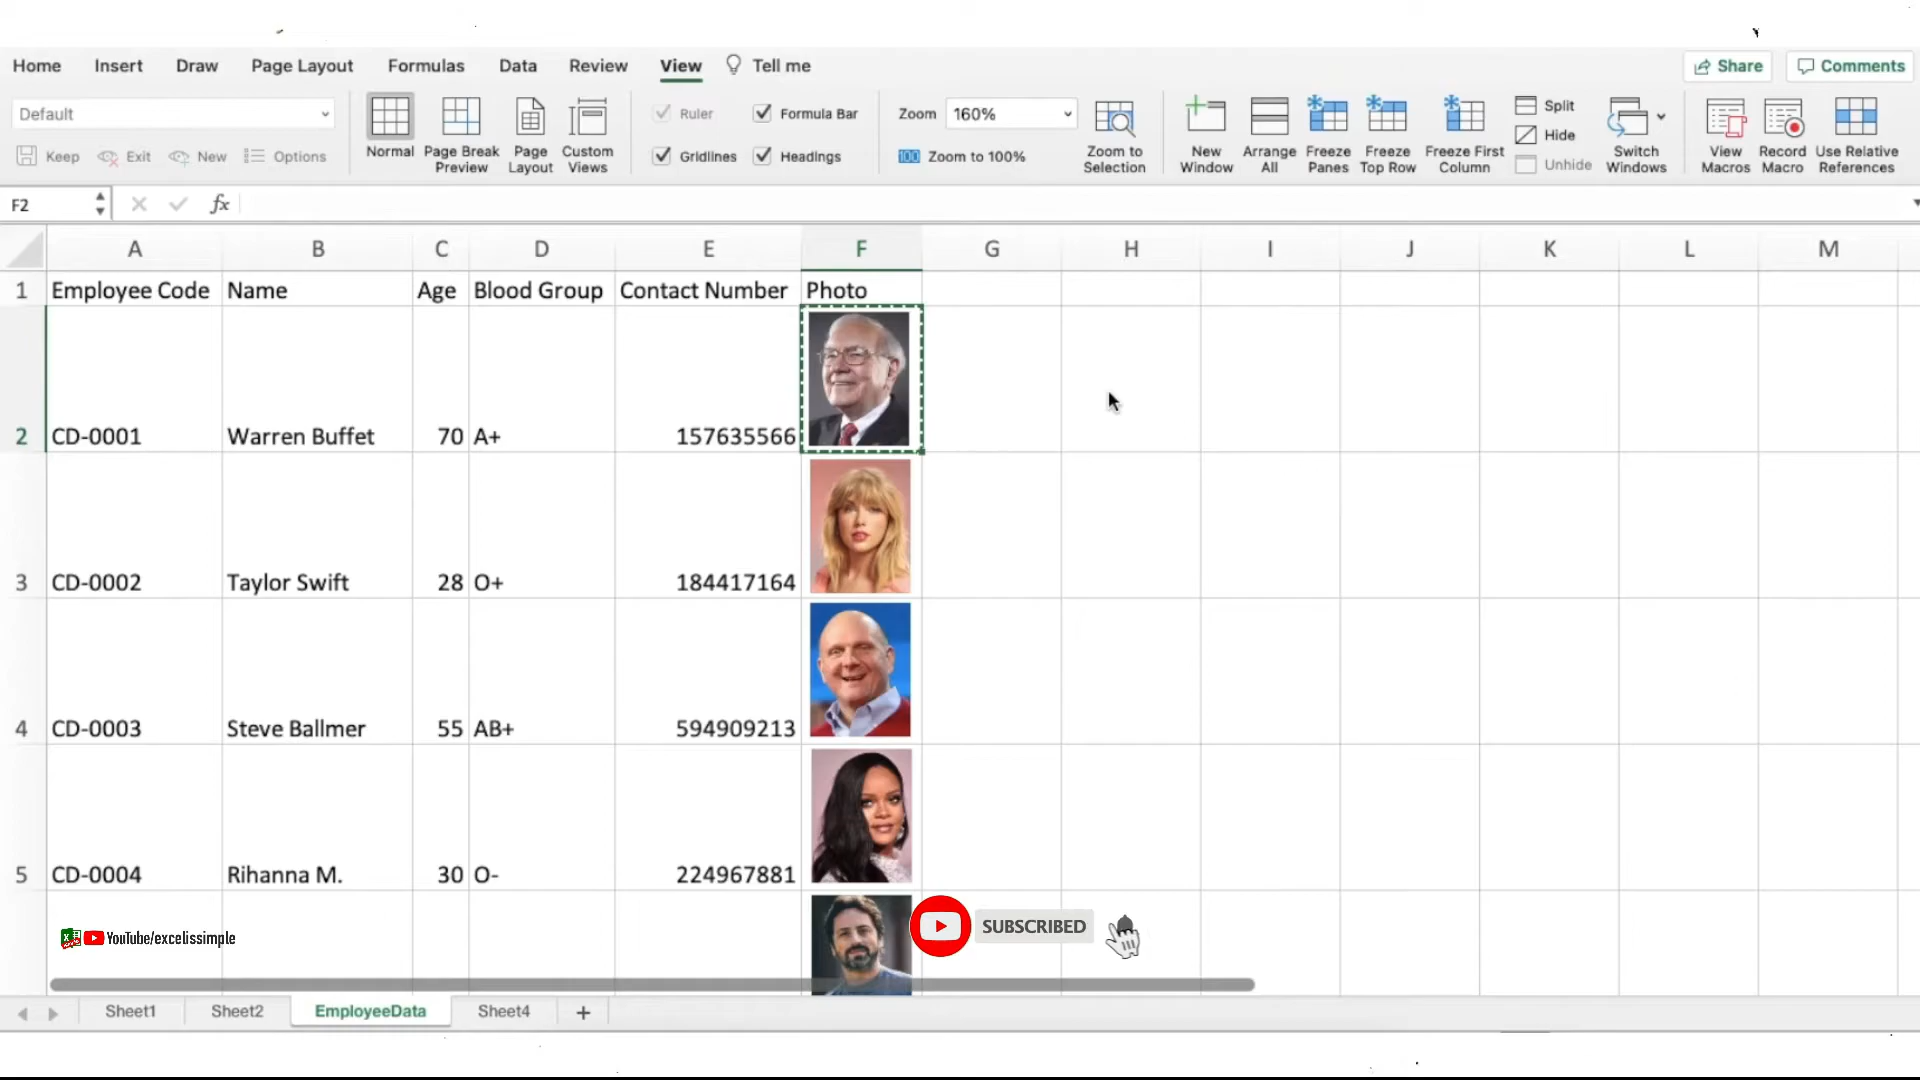 Home Insert Draw Page Layout Formulas Data Review View Tell me Share Comments
Default
Keep Exit New Options
Normal
Page Break Preview
Page Layout
Custom Views
Ruler Formula Bar
Gridlines Headings
Zoom 160%
100 Zoom to 100%
Zoom to Selection
New Window
Arrange All
Freeze Panes
Freeze Top Row
Freeze First Column
Split
Hide
Unhide
Switch Windows
View Macros
Record Macro
Use Relative References
F2 fx
A B C D E F G H I J K L M
1 Employee Code Name Age Blood Group Contact Number Photo
2 CD-0001 Warren Buffet 70 A+ 157635566
3 CD-0002 Taylor Swift 28 O+ 184417164
4 CD-0003 Steve Ballmer 55 AB+ 594909213
5 CD-0004 Rihanna M. 30 O- 224967881
YouTube/excelissimple
SUBSCRIBED
Sheet1 Sheet2 EmployeeData Sheet4 +